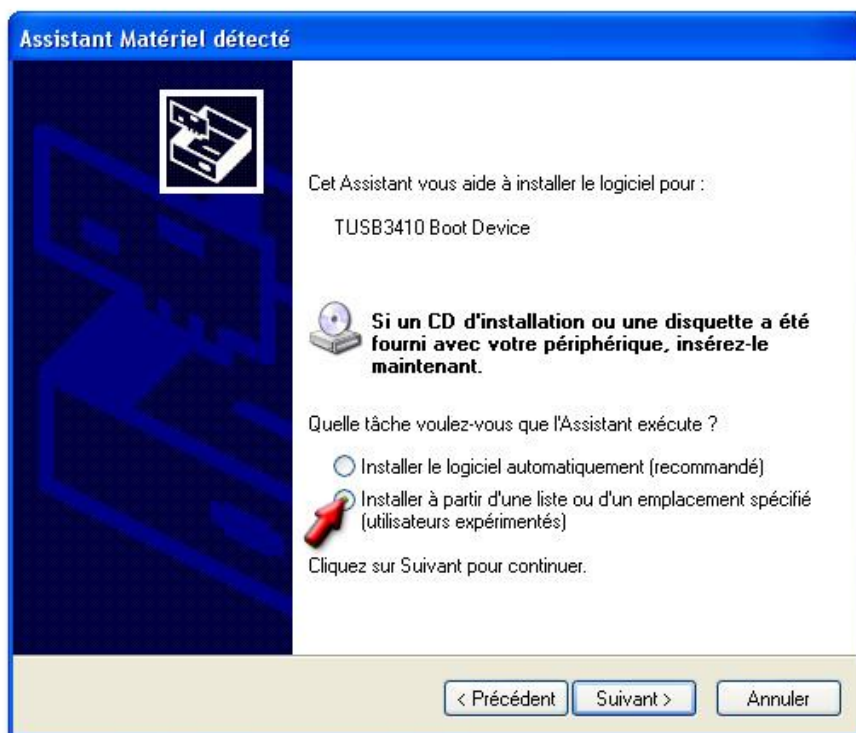 Assistant Matériel détecté
Cet Assistant vous aide à installer le logiciel pour :
TUSB3410 Boot Device
Si un CD d'installation ou une disquette a été
fourni avec votre périphérique, insérez-le
maintenant.
Quelle tâche voulez-vous que l'Assistant exécute ?
Installer le logiciel automatiquement (recommandé)
Installer à partir d'une liste ou d'un emplacement spécifié
(utilisateurs expérimentés)
Cliquez sur Suivant pour continuer.
< Précédent Suivant > Annuler